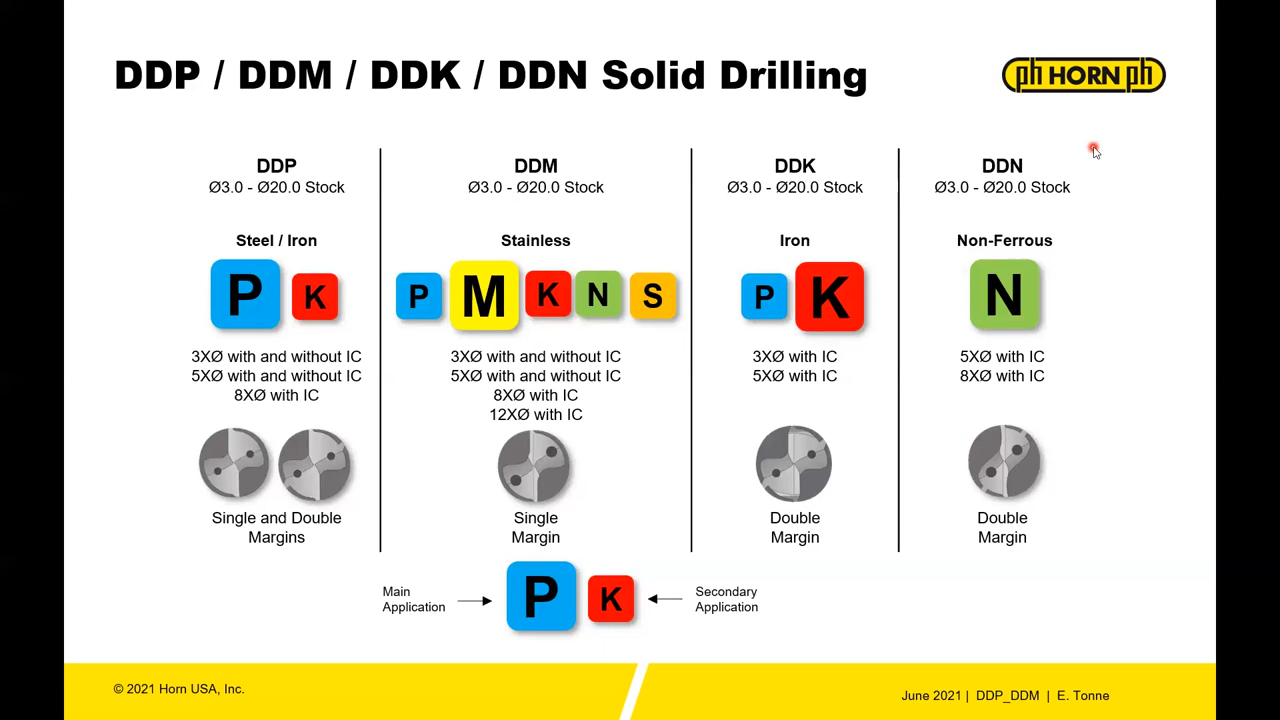 DDP / DDM / DDK / DDN Solid Drilling
ph HORN ph
DDP
Ø3.0 - Ø20.0 Stock
Steel / Iron
P K
3XØ with and without IC
5XØ with and without IC
8XØ with IC
Single and Double
Margins
DDM
Ø3.0 - Ø20.0 Stock
Stainless
P M K N S
3XØ with and without IC
5XØ with and without IC
8XØ with IC
12XØ with IC
Single
Margin
DDK
Ø3.0 - Ø20.0 Stock
Iron
P K
3XØ with IC
5XØ with IC
Double
Margin
DDN
Ø3.0 - Ø20.0 Stock
Non-Ferrous
N
5XØ with IC
8XØ with IC
Double
Margin
Main
Application
P K
Secondary
Application
© 2021 Horn USA, Inc.
June 2021 | DDP_DDM | E. Tonne